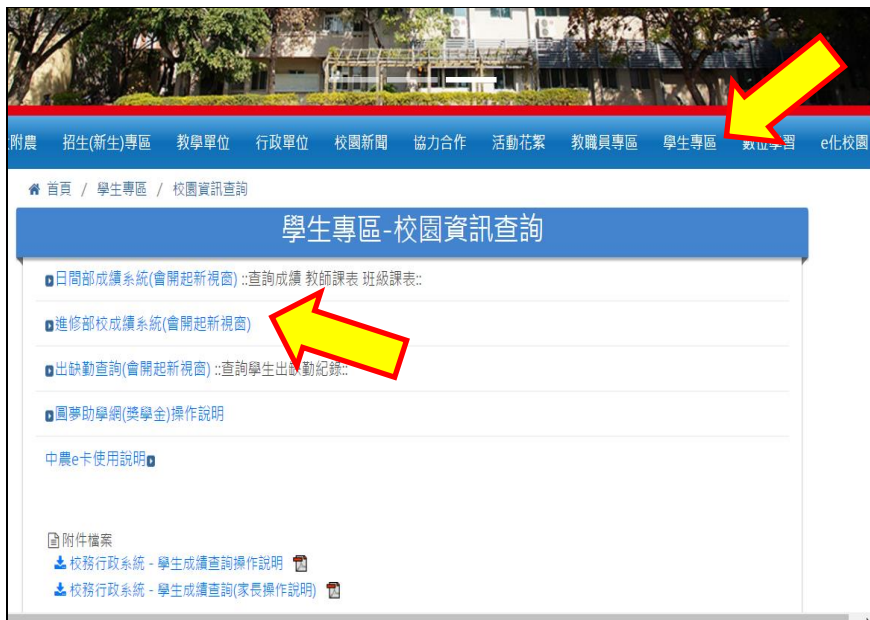 附農 招生(新生)專區 教學單位 行政單位 校園新聞 協力合作 活動花絮 教職員專區 學生專區 數位學習 e化校園
首頁 / 學生專區 / 校園資訊查詢
學生專區-校園資訊查詢
日間部成績系統(會開起新視窗) ::查詢成績 教師課表 班級課表::
進修部校成績系統(會開起新視窗)
出缺勤查詢(會開起新視窗) ::查詢學生出缺勤紀錄::
圓夢助學網(獎學金)操作說明
中農e卡使用說明
附件檔案
校務行政系統 - 學生成績查詢操作說明
校務行政系統 - 學生成績查詢(家長操作說明)